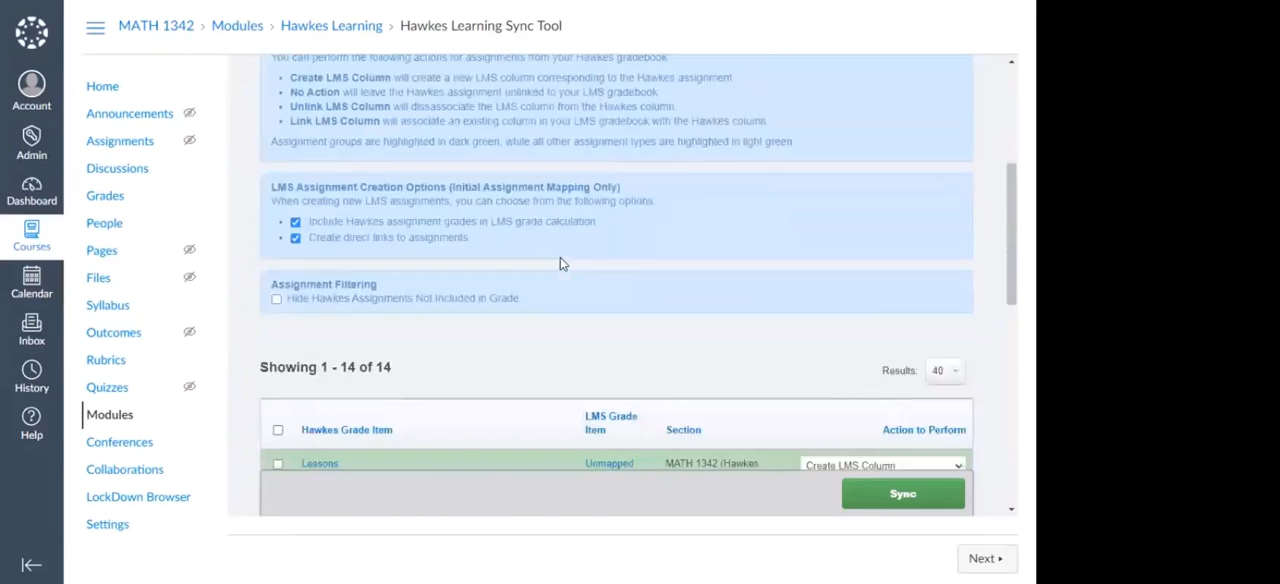 MATH 1342 › Modules › Hawkes Learning › Hawkes Learning Sync Tool
Account
Admin
Dashboard
Courses
Calendar
Inbox
History
Help
Home
Announcements
Assignments
Discussions
Grades
People
Pages
Files
Syllabus
Outcomes
Rubrics
Quizzes
Modules
Conferences
Collaborations
LockDown Browser
Settings
You can perform the following actions for assignments from your Hawkes gradebook
• Create LMS Column will create a new LMS column corresponding to the Hawkes assignment
• No Action will leave the Hawkes assignment unlinked to your LMS gradebook.
• Unlink LMS Column will dissassociate the LMS column from the Hawkes column.
• Link LMS Column will associate an existing column in your LMS gradebook with the Hawkes column.
Assignment groups are highlighted in dark green, while all other assignment types are highlighted in light green
LMS Assignment Creation Options (Initial Assignment Mapping Only)
When creating new LMS assignments, you can choose from the following options.
• Include Hawkes assignment grades in LMS grade calculation
• Create direct links to assignments
Assignment Filtering
Hide Hawkes Assignments Not Included in Grade
Showing 1 - 14 of 14
Results: 40
Hawkes Grade Item LMS Grade Item Section Action to Perform
Lessons Unmapped MATH 1342 (Hawkes Create LMS Column
Sync
Next ▸